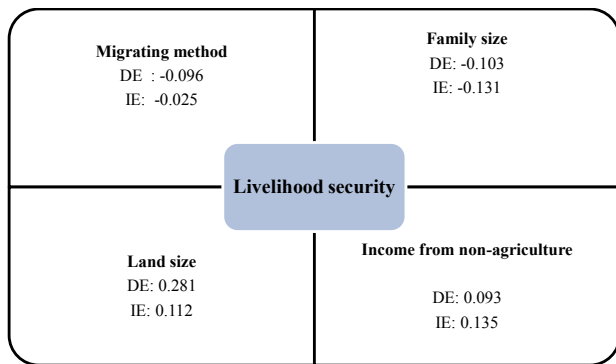 Migrating method
DE : -0.096
IE: -0.025
Family size
DE: -0.103
IE: -0.131
Livelihood security
Land size
DE: 0.281
IE: 0.112
Income from non-agriculture
DE: 0.093
IE: 0.135